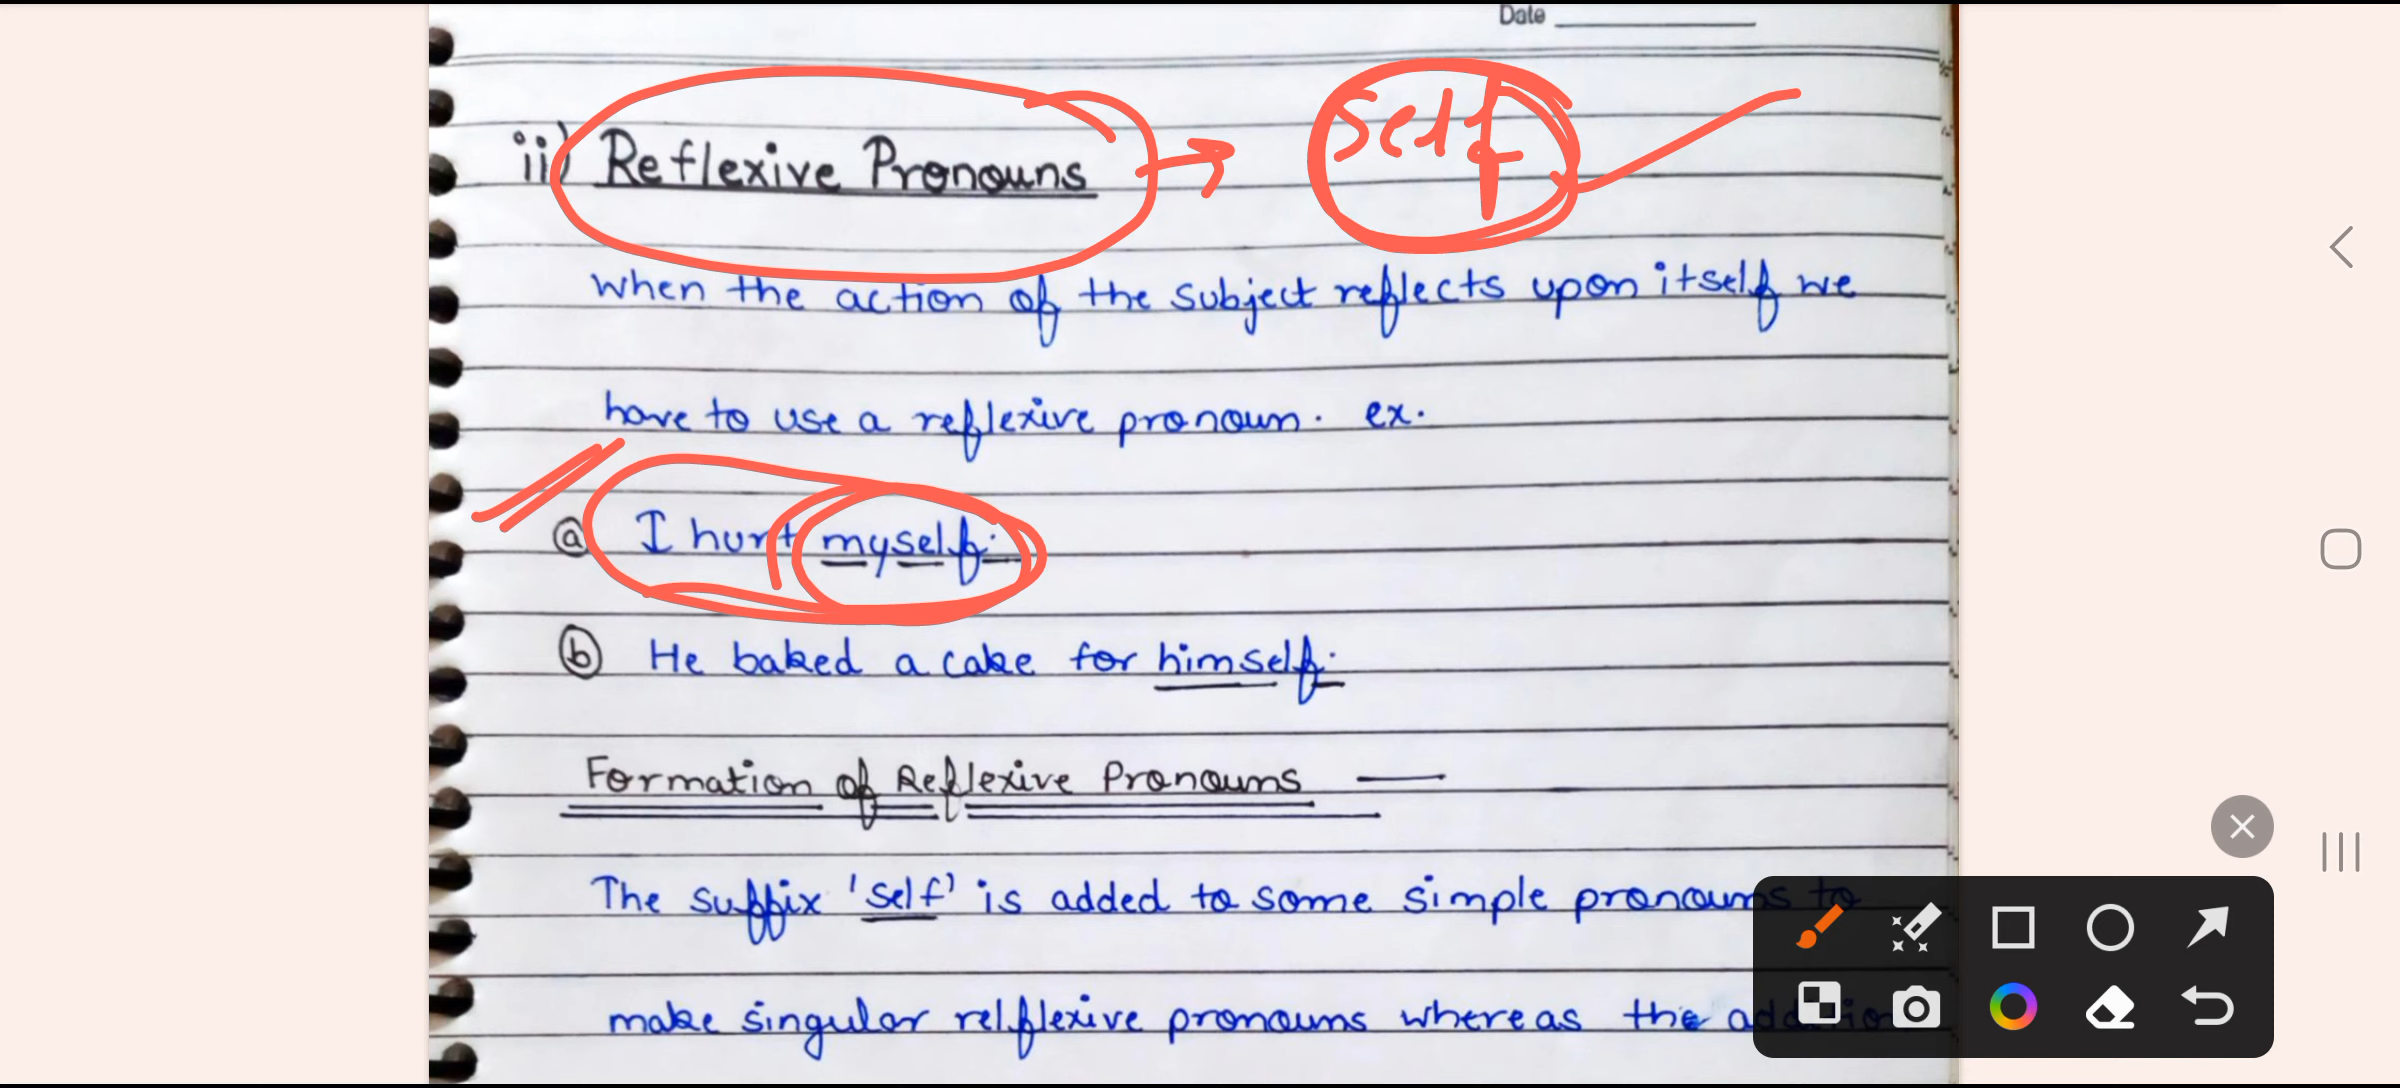 Date
ii) Reflexive Pronouns → self
when the action of the subject reflects upon itself we
have to use a reflexive pronoun. ex.
ⓐ I hurt myself.
ⓑ He baked a cake for himself.
Formation of Reflexive Pronouns —
The suffix 'self' is added to some simple pronouns to
make singular relflexive pronouns whereas the addition